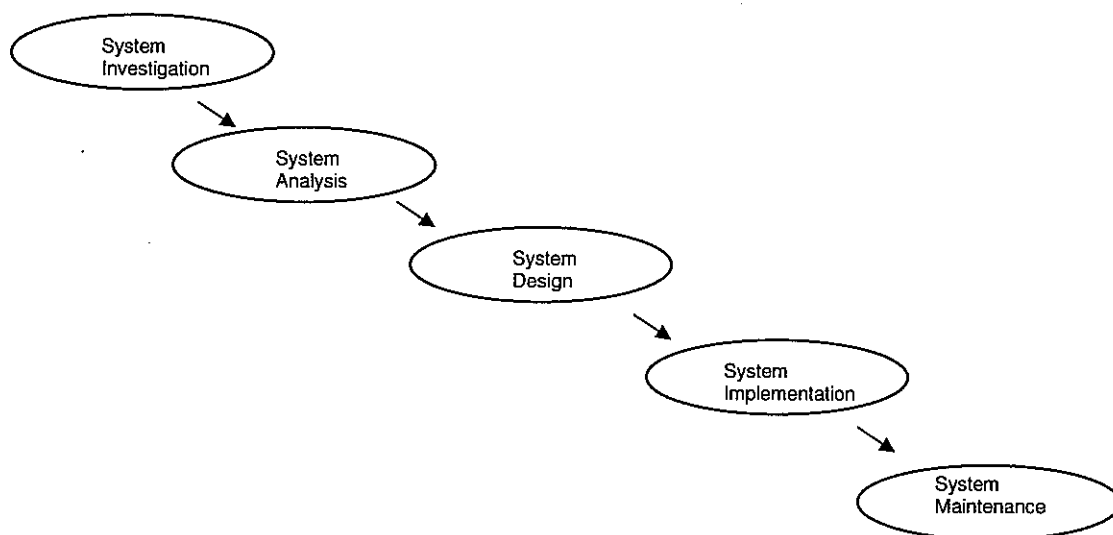 System
Investigation
System
Analysis
System
Design
System
Implementation
System
Maintenance